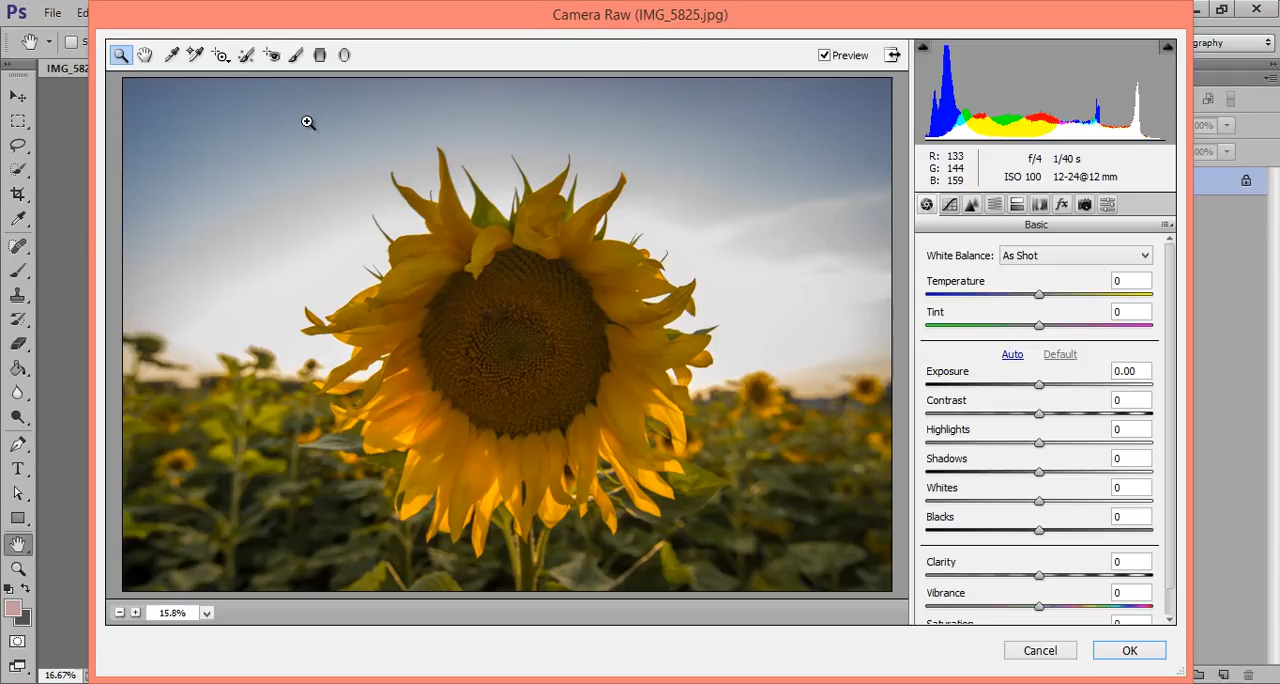 Camera Raw (IMG_5825.jpg)
Ps File
Preview
IMG_582
R: 133
G: 144
B: 159
f/4 1/40 s
ISO 100 12-24@12 mm
fx
Basic
White Balance: As Shot
Temperature 0
Tint 0
Auto Default
Exposure 0.00
Contrast 0
Highlights 0
Shadows 0
Whites 0
Blacks 0
Clarity 0
Vibrance 0
15.8%
Cancel OK
16.67%